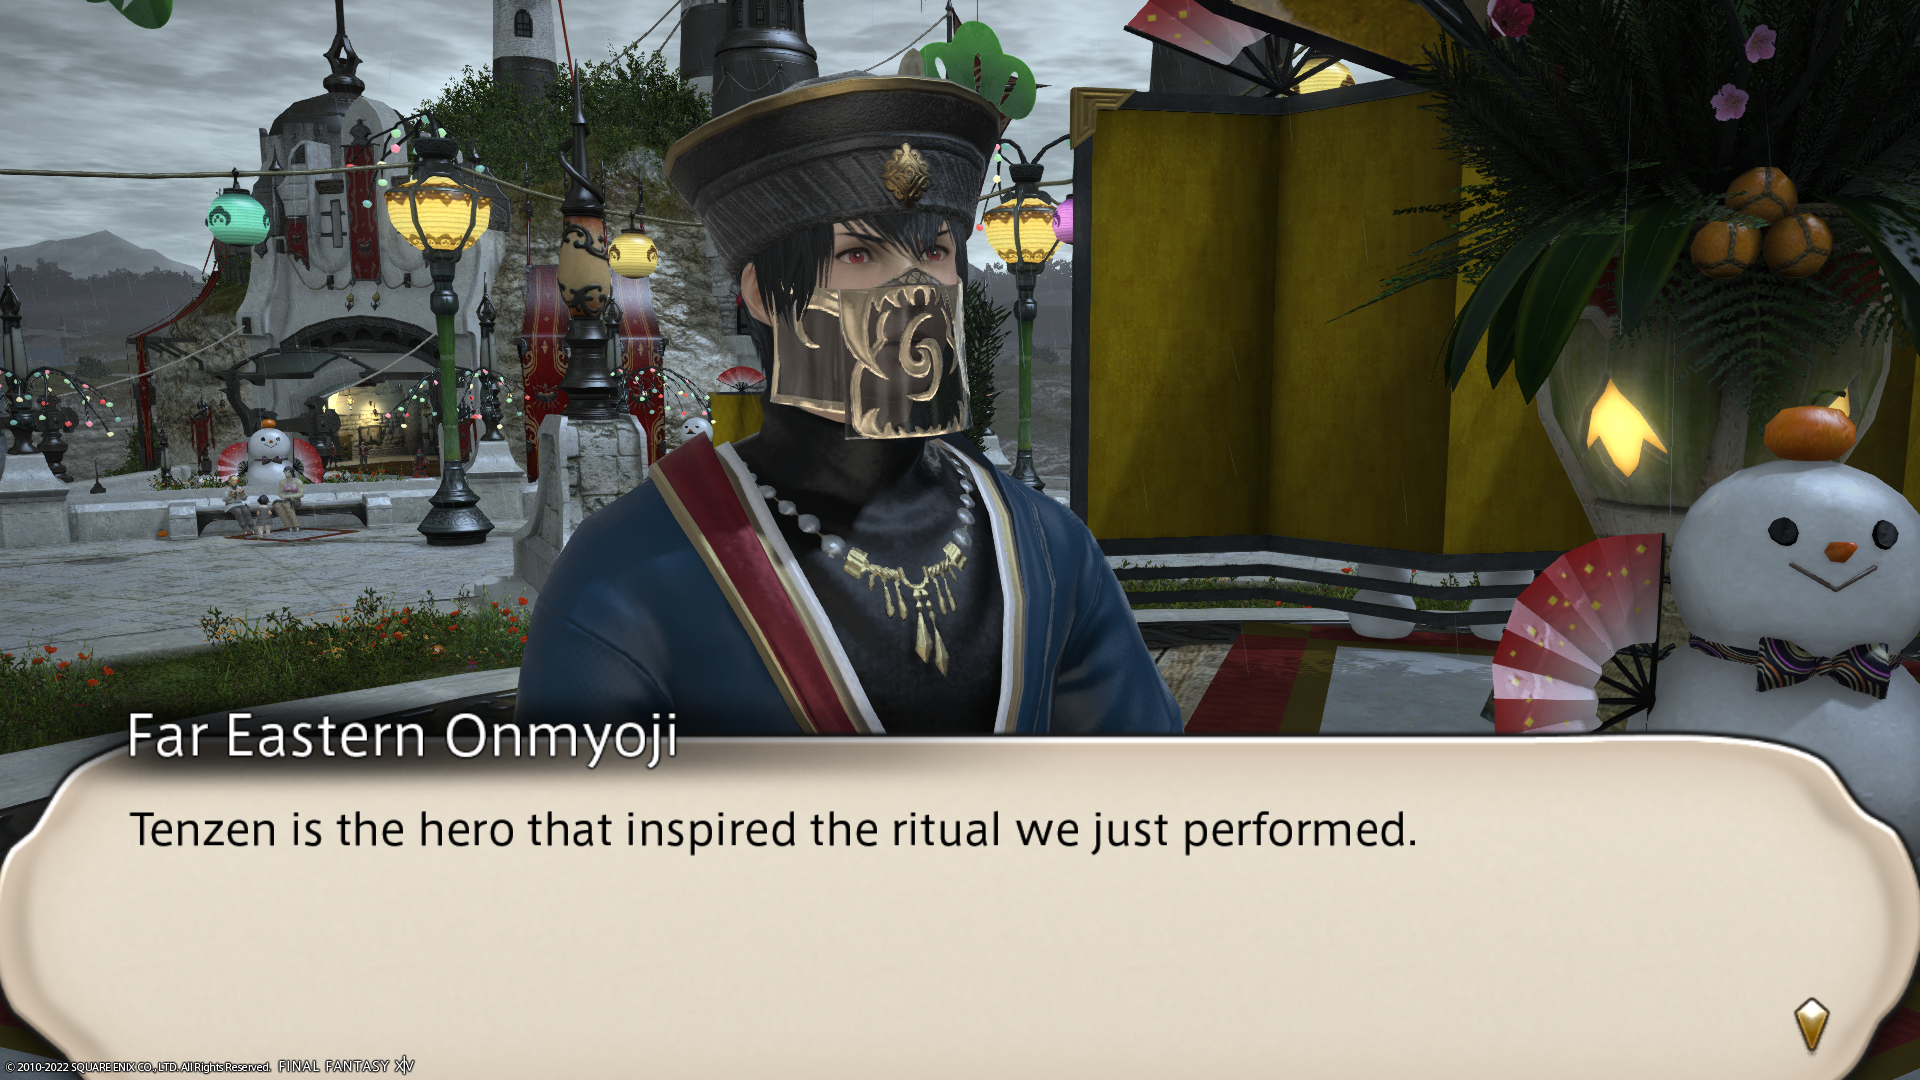 Far Eastern Onmyoji
Tenzen is the hero that inspired the ritual we just performed.
© 2010-2022 SQUARE ENIX CO., LTD. All Rights Reserved. FINAL FANTASY XIV